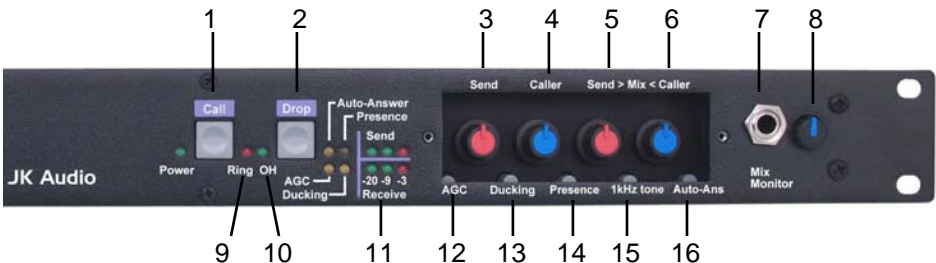 1 2 3 4 5 6 7 8
Send Caller Send > Mix < Caller
Call Drop
Auto-Answer
Presence
Send
Power Ring OH
AGC
Ducking
-20 -9 -3
Receive
JK Audio
AGC Ducking Presence 1kHz tone Auto-Ans
Mix
Monitor
9 10 11 12 13 14 15 16